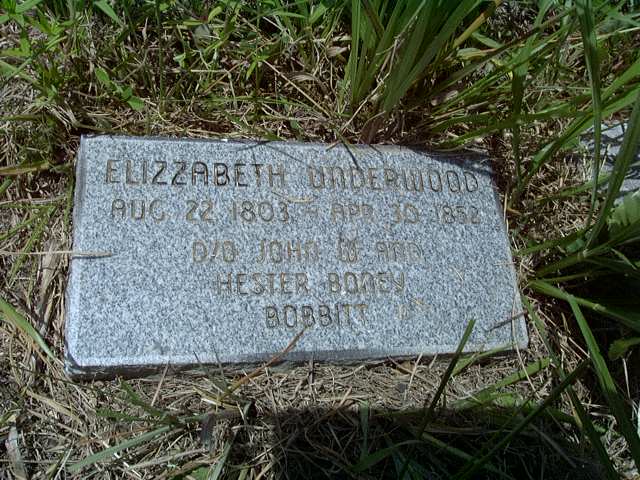 ELIZZABETH UNDERWOOD
AUG 22 1803 - APR 30 1852
D/O JOHN W AND
HESTER BONEY
BOBBITT